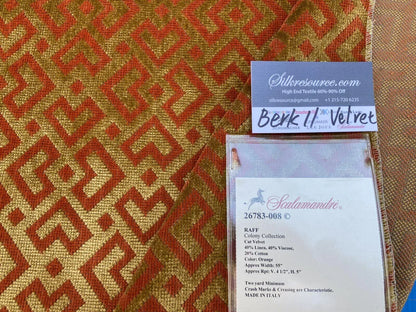 Silkresource.com
High End Textile 60%-90% Off
silkresource@gmail.com +1 215-720 6235
Berk 11 Velvet
Scalamandré
26783-008 ©
RAFF
Colony Collection
Cut Velvet
40% Linen, 40% Viscose,
20% Cotton
Color: Orange
Approx Width: 55"
Approx Rpt: V. 4 1/2", H. 5"
Two yard Minimum
Crush Marks & Creasing are Characteristic.
MADE IN ITALY